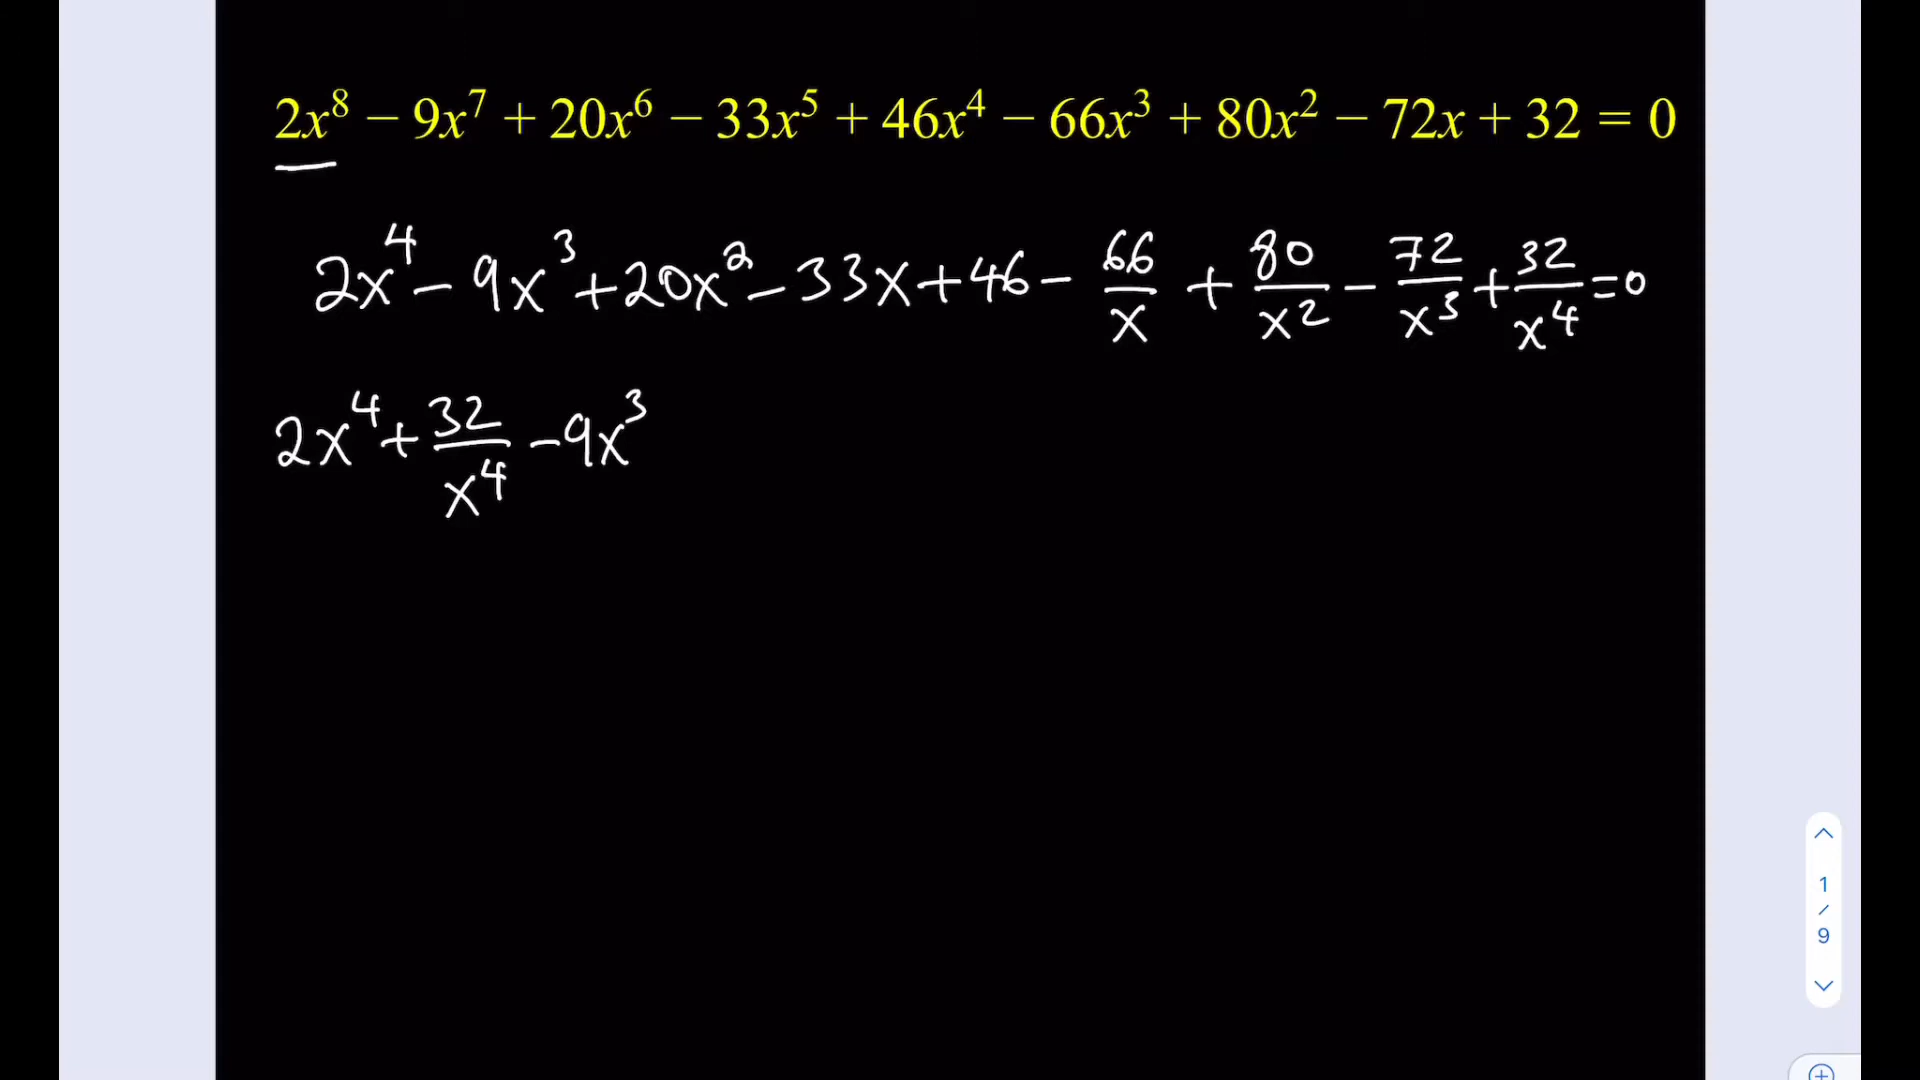 2x⁸ − 9x⁷ + 20x⁶ − 33x⁵ + 46x⁴ − 66x³ + 80x² − 72x + 32 = 0
2x⁴ − 9x³ + 20x² − 33x + 46 − 66/x + 80/x² − 72/x³ + 32/x⁴ = 0
2x⁴ + 32/x⁴ − 9x³
1
/
9